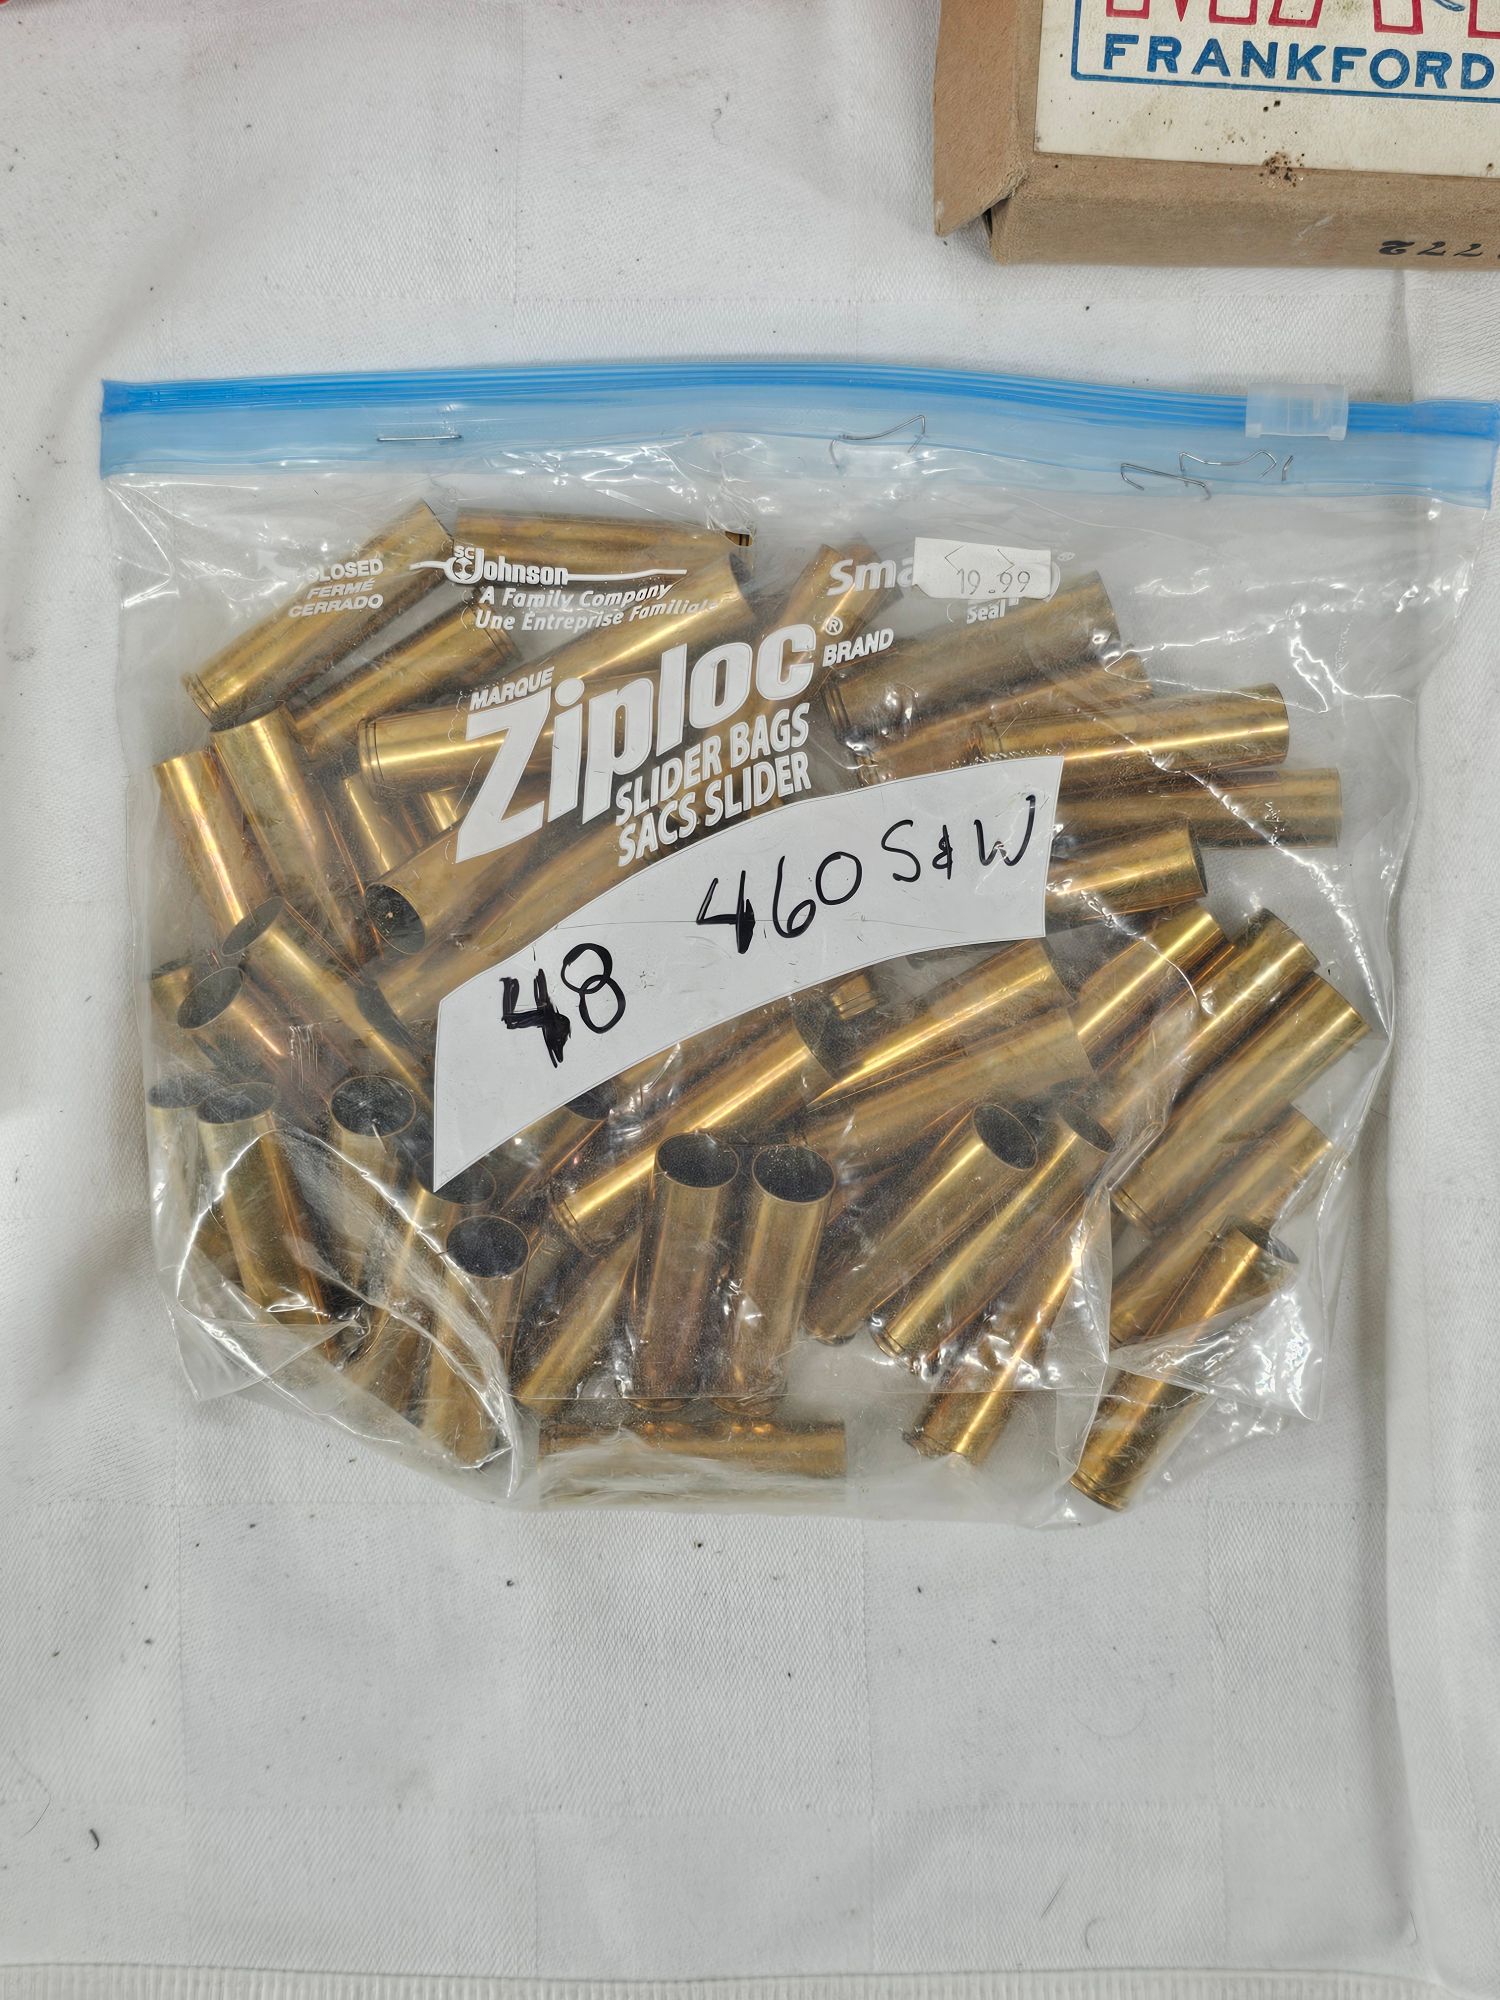 FRANKFORD
772
CLOSED
FERMÉ
CERRADO
SC Johnson
A Family Company
Une Entreprise Familiale
19.99
Seal
MARQUE
Ziploc®
BRAND
SLIDER BAGS
SACS SLIDER
48 460 S&W